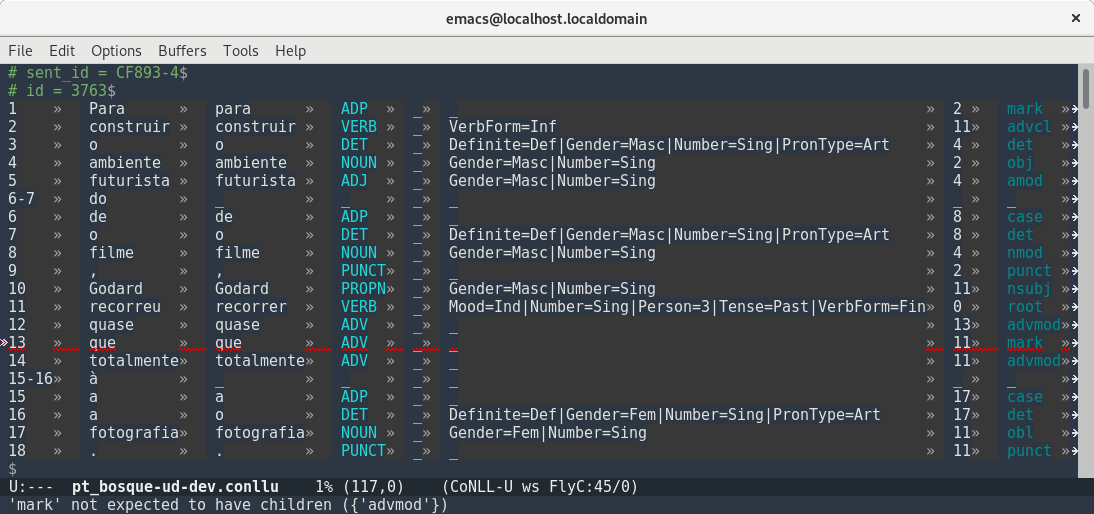 emacs@localhost.localdomain ×
File Edit Options Buffers Tools Help
# sent_id = CF893-4$
# id = 3763$
1 » Para » para » ADP » _» _ » 2 » mark »
2 » construir » construir » VERB » _» VerbForm=Inf » 11» advcl »
3 » o » o » DET » _» Definite=Def|Gender=Masc|Number=Sing|PronType=Art » 4 » det »
4 » ambiente » ambiente » NOUN » _» Gender=Masc|Number=Sing » 2 » obj »
5 » futurista » futurista » ADJ » _» Gender=Masc|Number=Sing » 4 » amod »
6-7 » do » _ » _ » _» _ » _ » _ »
6 » de » de » ADP » _» _ » 8 » case »
7 » o » o » DET » _» Definite=Def|Gender=Masc|Number=Sing|PronType=Art » 8 » det »
8 » filme » filme » NOUN » _» Gender=Masc|Number=Sing » 4 » nmod »
9 » , » , » PUNCT» _» _ » 2 » punct »
10 » Godard » Godard » PROPN» _» Gender=Masc|Number=Sing » 11» nsubj »
11 » recorreu » recorrer » VERB » _» Mood=Ind|Number=Sing|Person=3|Tense=Past|VerbForm=Fin» 0 » root »
12 » quase » quase » ADV » _» _ » 13» advmod»
»13 » que » que » ADV » _» _ » 11» mark »
14 » totalmente» totalmente» ADV » _» _ » 11» advmod»
15-16» à » _ » _ » _» _ » _ » _ »
15 » a » a » ADP » _» _ » 17» case »
16 » a » o » DET » _» Definite=Def|Gender=Fem|Number=Sing|PronType=Art » 17» det »
17 » fotografia» fotografia» NOUN » _» Gender=Fem|Number=Sing » 11» obl »
18 » . » . » PUNCT» _» _ » 11» punct »
$
U:--- pt_bosque-ud-dev.conllu 1% (117,0) (CoNLL-U ws FlyC:45/0)
'mark' not expected to have children ({'advmod'})